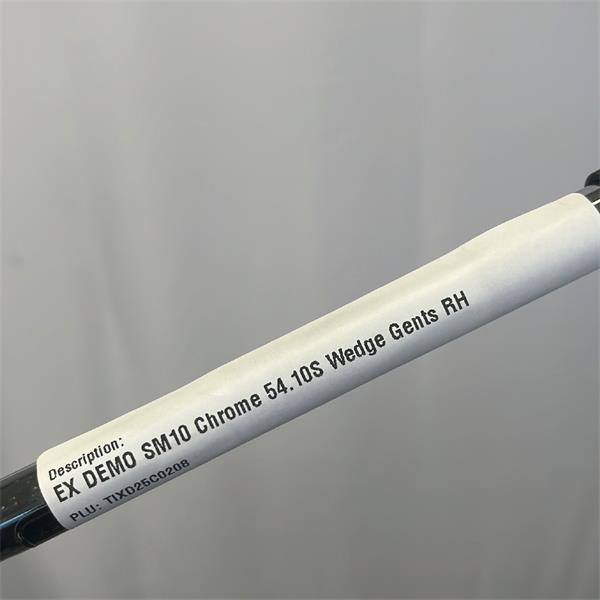 Description:
EX DEMO SM10 Chrome 54.10S Wedge Gents RH
PLU: TIXD25C0208